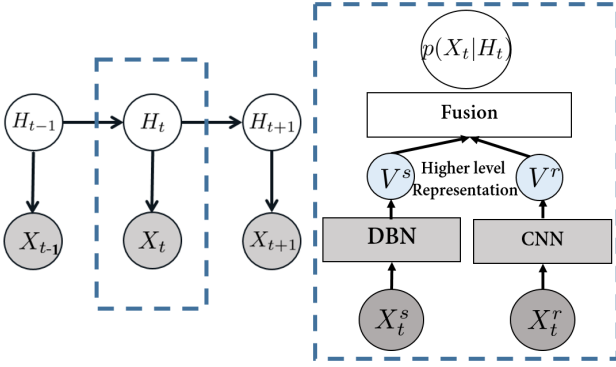 H_{t-1}
H_t
H_{t+1}
X_{t-1}
X_t
X_{t+1}
p(X_t|H_t)
Fusion
V^s
Higher level
Representation
V^r
DBN
CNN
X_t^s
X_t^r